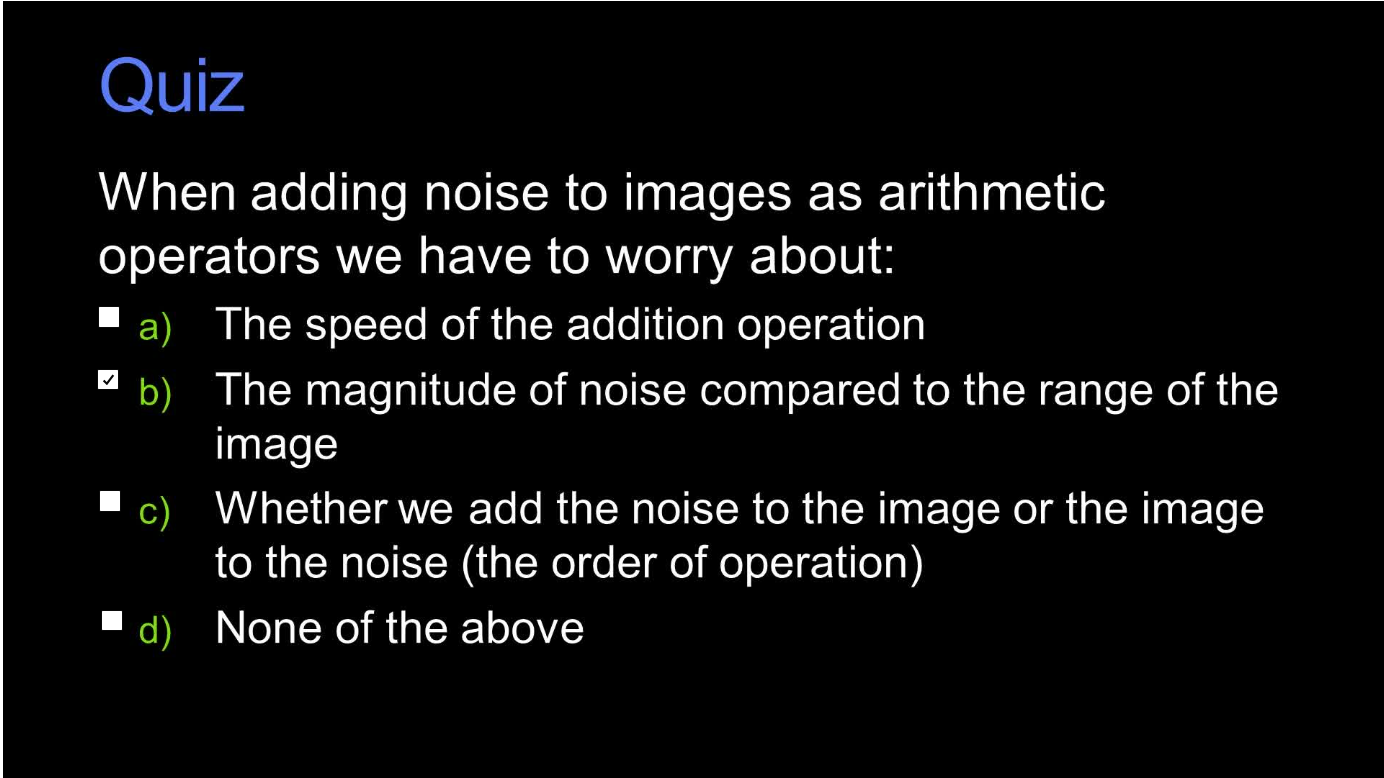 Quiz
When adding noise to images as arithmetic
operators we have to worry about:
a) The speed of the addition operation
b) The magnitude of noise compared to the range of the
image
c) Whether we add the noise to the image or the image
to the noise (the order of operation)
d) None of the above